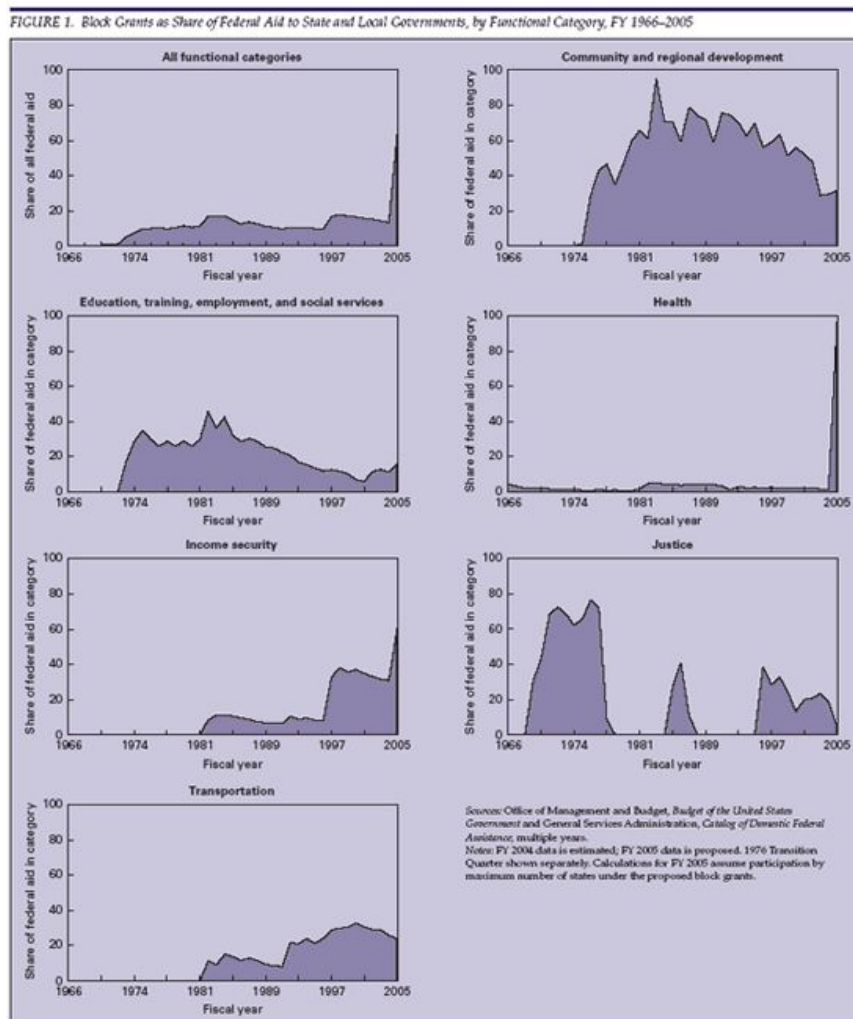 FIGURE 1. Block Grants as Share of Federal Aid to State and Local Governments, by Functional Category, FY 1966–2005
All functional categories
Share of all federal aid
100
80
60
40
20
0
1966 1974 1981 1989 1997 2005
Fiscal year
Community and regional development
Share of federal aid in category
100
80
60
40
20
0
1966 1974 1981 1989 1997 2005
Fiscal year
Education, training, employment, and social services
Share of federal aid in category
100
80
60
40
20
0
1966 1974 1981 1989 1997 2005
Fiscal year
Health
Share of federal aid in category
100
80
60
40
20
0
1966 1974 1981 1989 1997 2005
Fiscal year
Income security
Share of federal aid in category
100
80
60
40
20
0
1966 1974 1981 1989 1997 2005
Fiscal year
Justice
Share of federal aid in category
100
80
60
40
20
0
1966 1974 1981 1989 1997 2005
Fiscal year
Transportation
Share of federal aid in category
100
80
60
40
20
0
1966 1974 1981 1989 1997 2005
Fiscal year
Sources: Office of Management and Budget, Budget of the United States
Government and General Services Administration, Catalog of Domestic Federal
Assistance, multiple years.
Notes: FY 2004 data is estimated; FY 2005 data is proposed. 1976 Transition
Quarter shown separately. Calculations for FY 2005 assume participation by
maximum number of states under the proposed block grants.